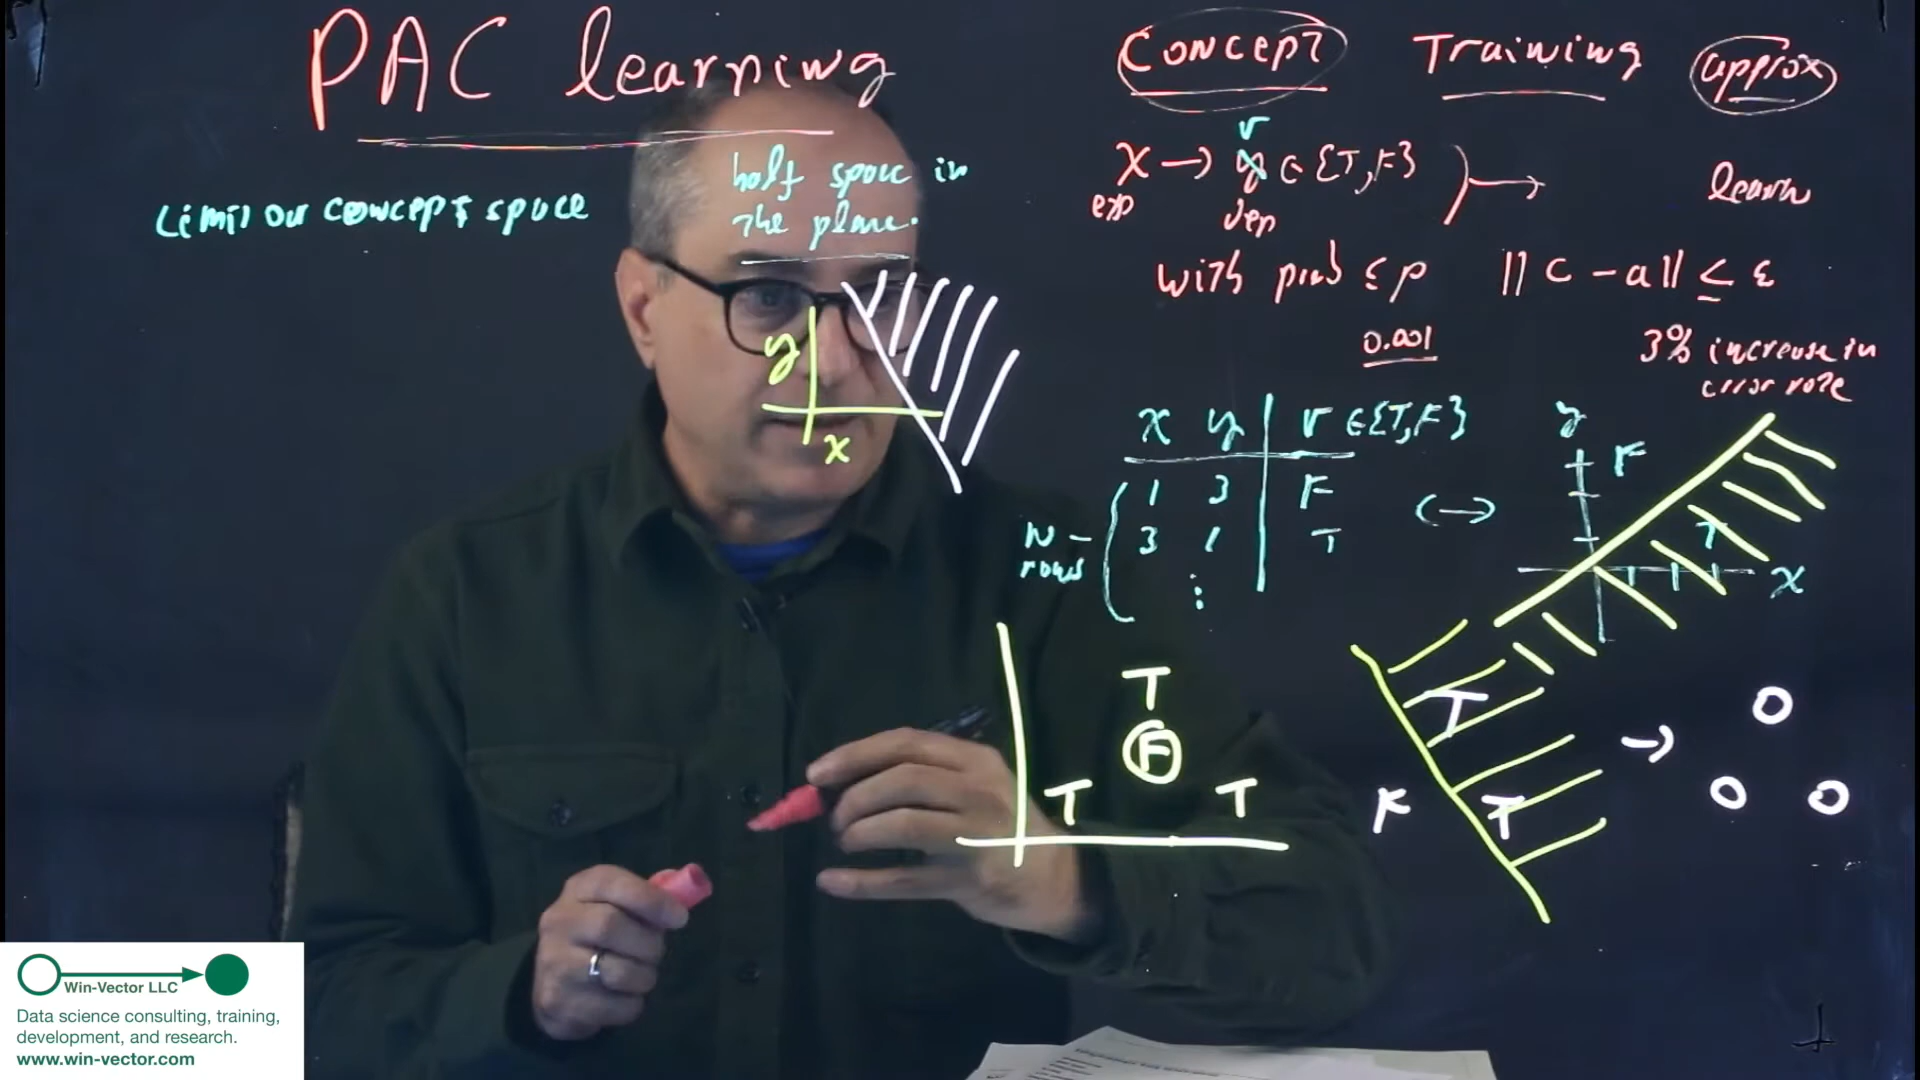 PAC learning
Limit our concept space
half space in
the plane.
y
x
Concept Training approx
v
x → y ∈ {T, F} → learn
exp dep
with prob ≤ p || c - a || ≤ ε
0.001
3% increase in
error rate
x y v ∈ {T, F}
1 3 F
3 1 T
⋮
N -
rows
↔
y
F
T
x
T
F
T T
T
F T
→
O
O O
Win-Vector LLC
Data science consulting, training,
development, and research.
www.win-vector.com